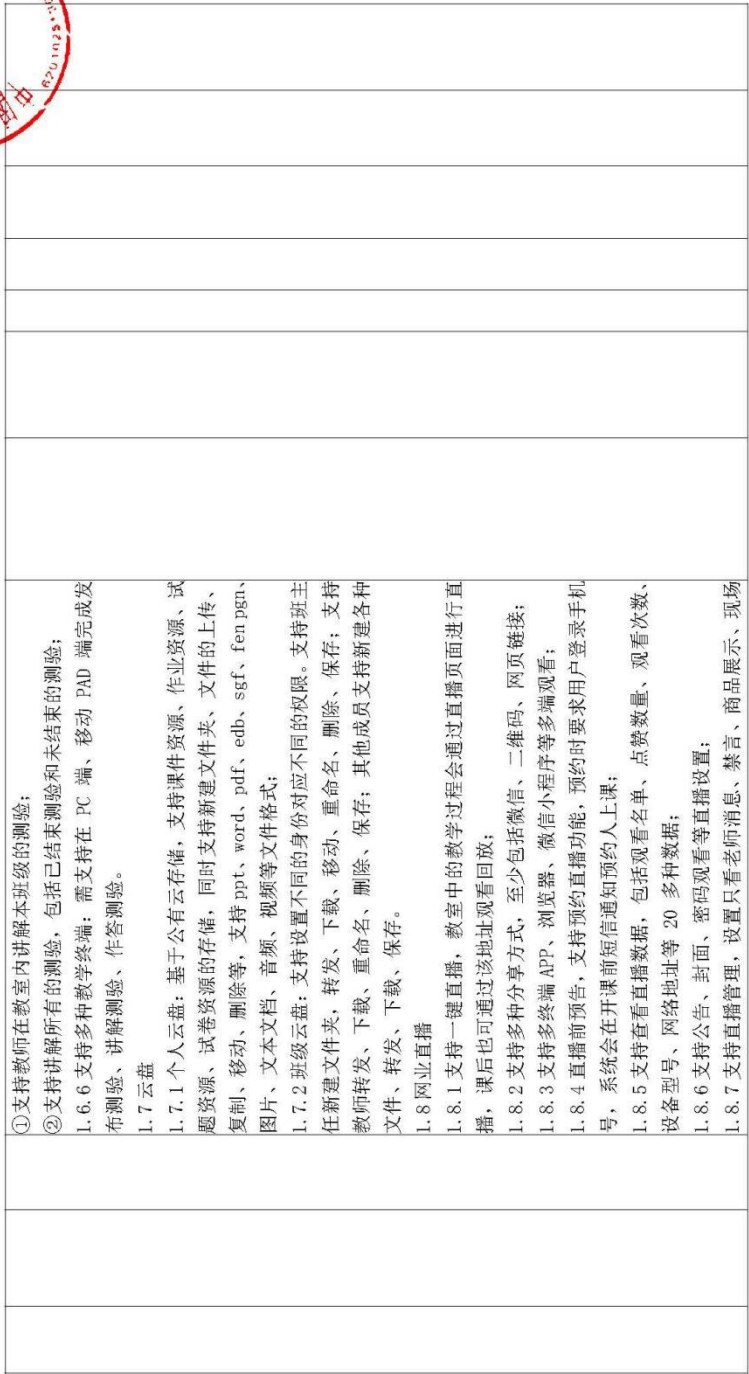 ①支持教师在教室内讲解本班级的测验；
②支持讲解所有的测验，包括已结束测验和未结束的测验；
1.6.6 支持多种教学终端：需支持在 PC 端、移动 PAD 端完成发
布测验、讲解测验、作答测验。
1.7 云盘
1.7.1 个人云盘：基于公有云存储，支持课件资源、作业资源、试
题资源、试卷资源的存储，同时支持新建文件夹、文件的上传、
复制、移动、删除等，支持 ppt、word、pdf、edb、sgf、fen pgn、
图片、文本文档、音频、视频等文件格式；
1.7.2 班级云盘：支持设置不同的身份对应不同的权限。支持班主
任新建文件夹，转发、下载、移动、重命名、删除、保存；支持
教师转发、下载、重命名、删除、保存；其他成员支持新建各种
文件、转发、下载、保存。
1.8 网业直播
1.8.1 支持一键直播，教室中的教学过程会通过直播页面进行直
播，课后也可通过该地址观看回放；
1.8.2 支持多种分享方式，至少包括微信、二维码、网页链接；
1.8.3 支持多终端 APP、浏览器、微信小程序等多端观看；
1.8.4 直播前预告，支持预约直播功能，预约时要求用户登录手机
号，系统会在开课前短信通知预约人上课；
1.8.5 支持查看直播数据，包括观看名单、点赞数量、观看次数、
设备型号、网络地址等 20 多种数据；
1.8.6 支持公告、封面、密码观看等直播设置；
1.8.7 支持直播管理，设置只看老师消息、禁言、商品展示、现场